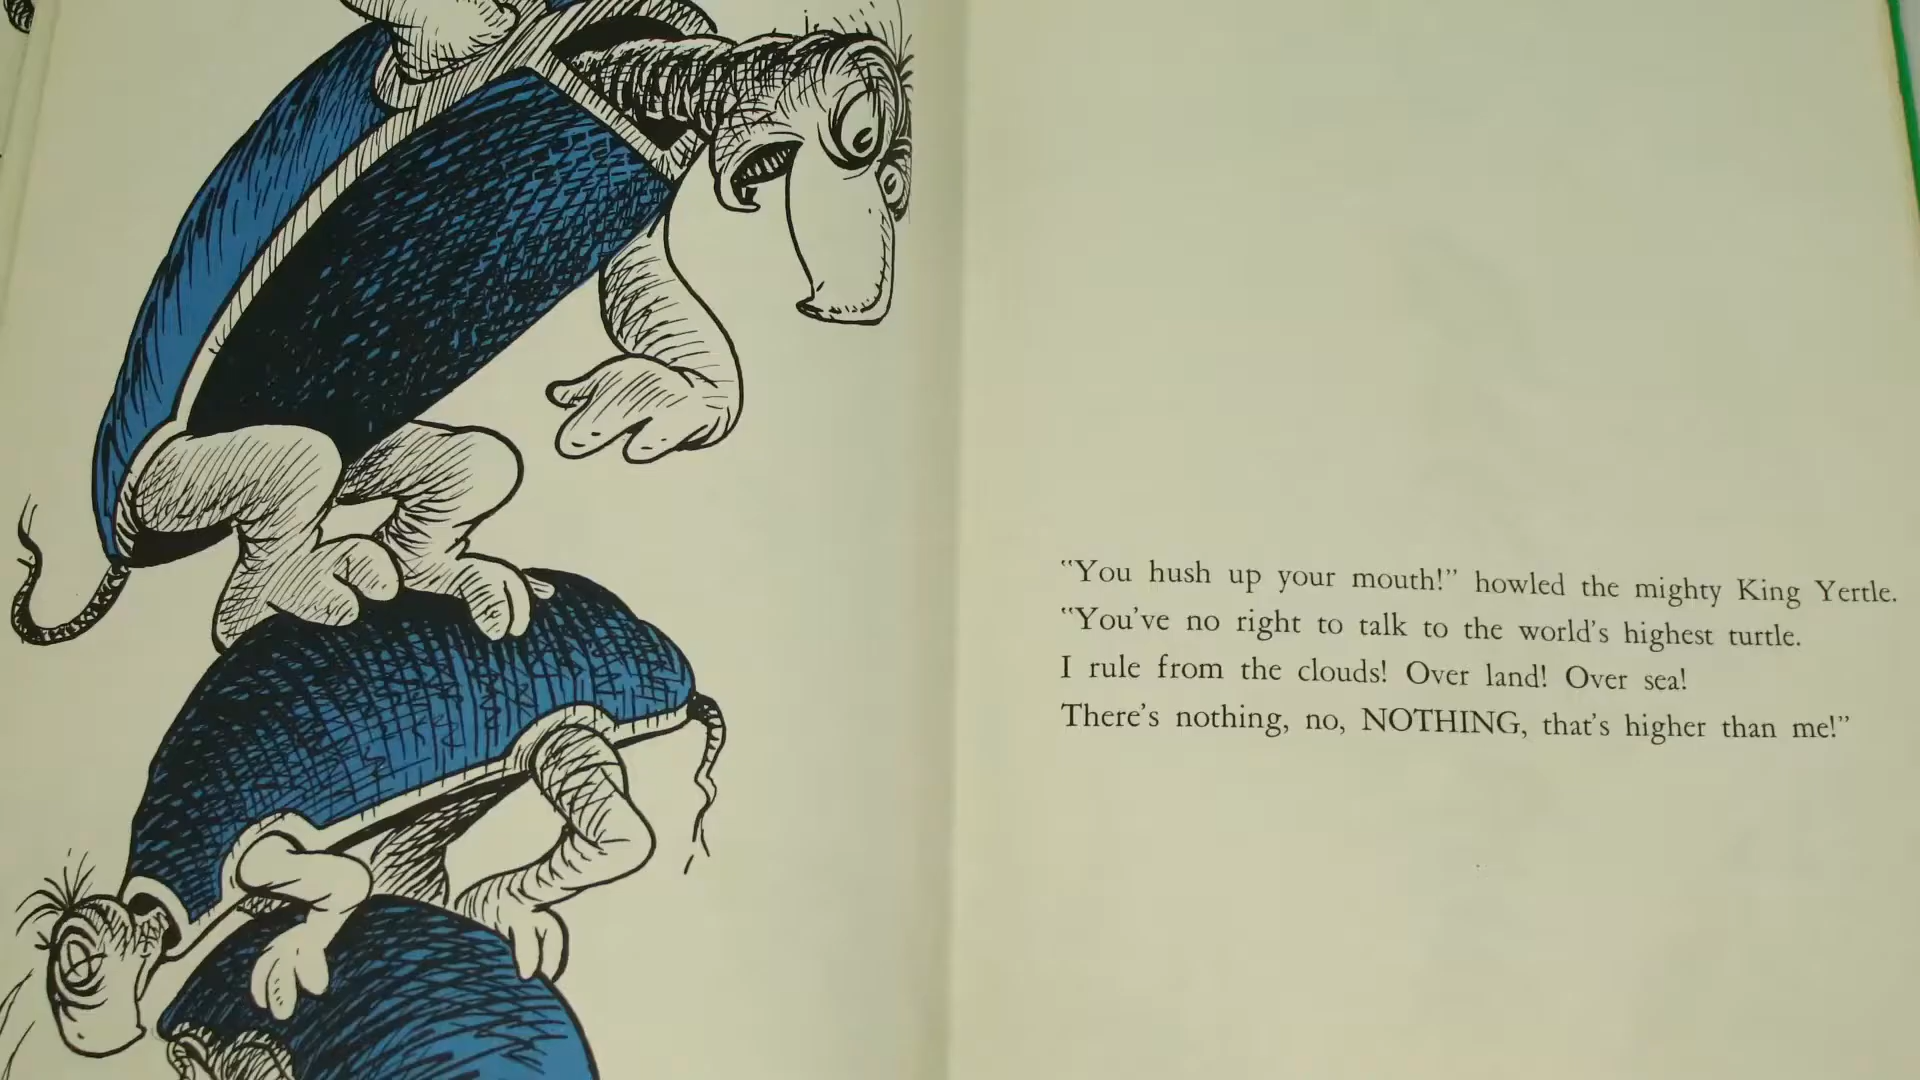 “You hush up your mouth!” howled the mighty King Yertle.
“You’ve no right to talk to the world’s highest turtle.
I rule from the clouds! Over land! Over sea!
There’s nothing, no, NOTHING, that’s higher than me!”